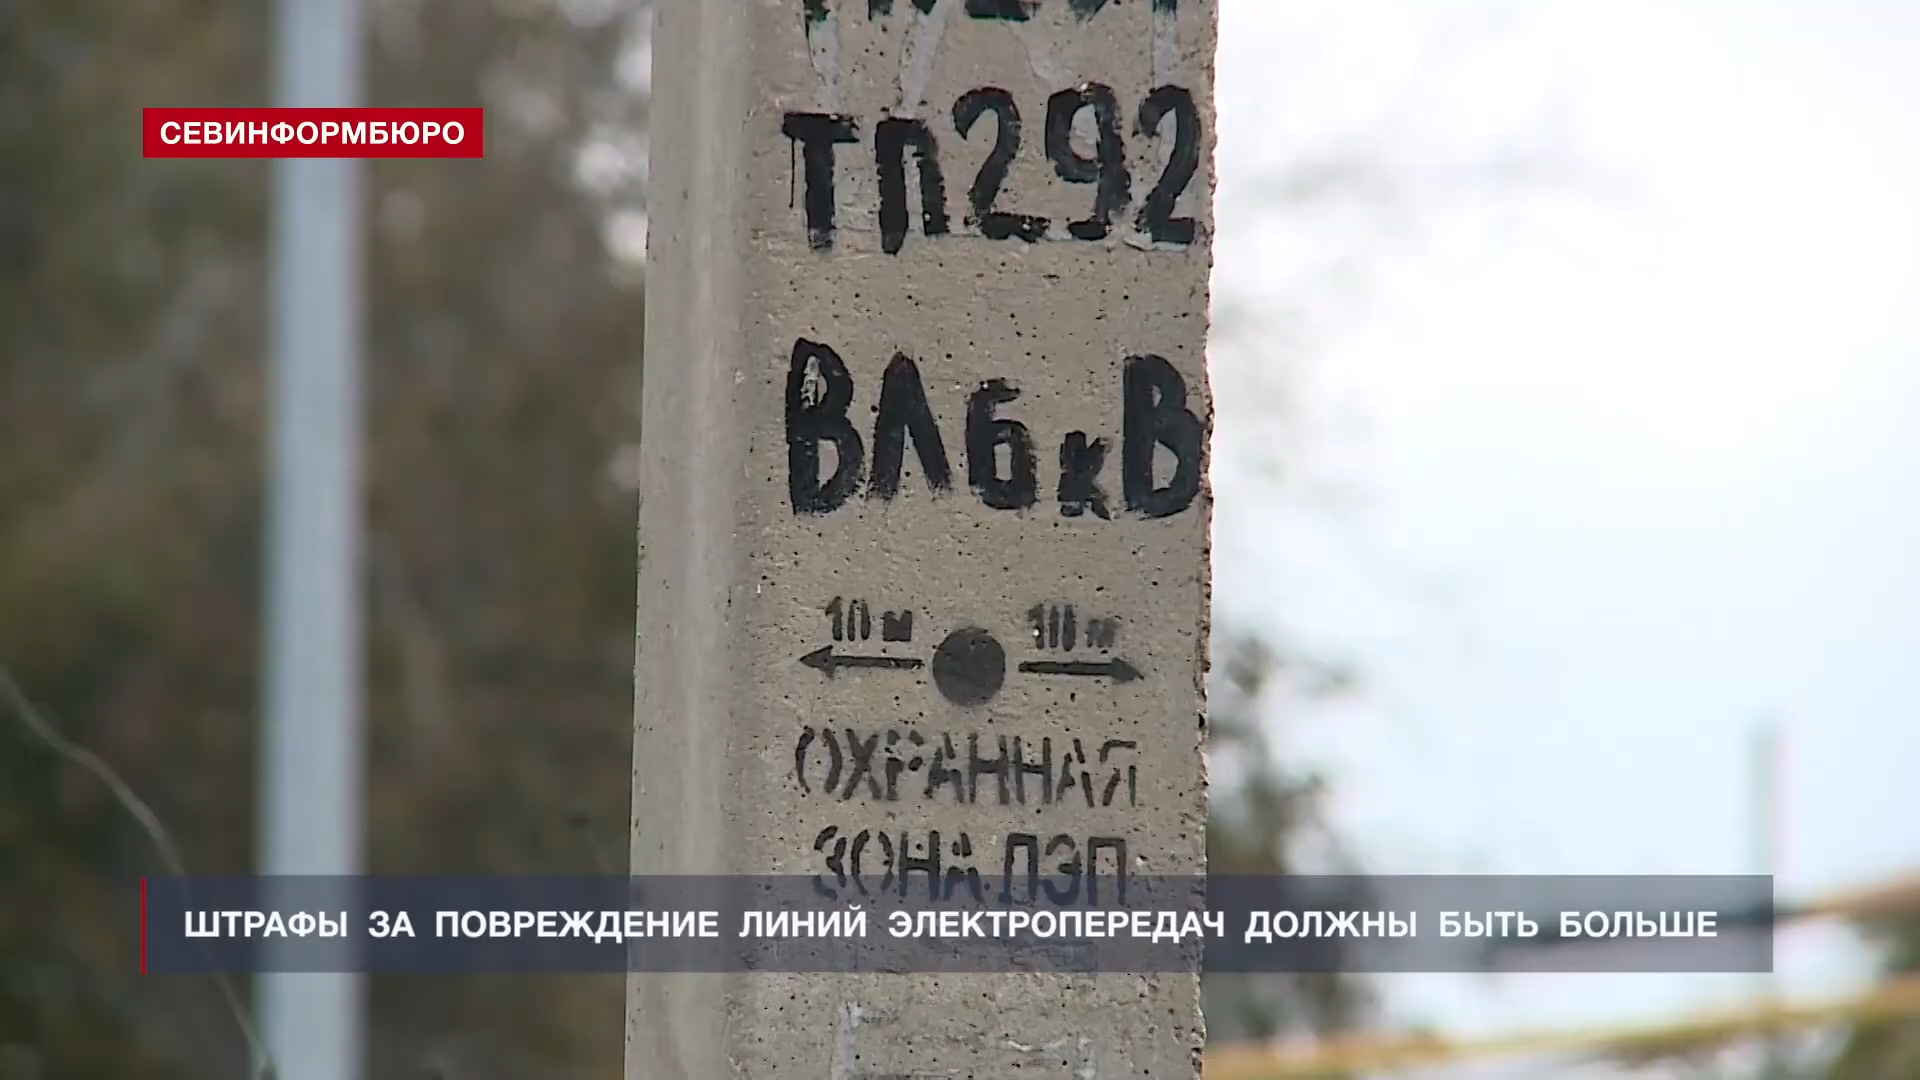 СЕВИНФОРМБЮРО
ТП292
ВЛ6кВ
10 м 10 м
ОХРАННАЯ
ЗОНА ЛЭП
ШТРАФЫ ЗА ПОВРЕЖДЕНИЕ ЛИНИЙ ЭЛЕКТРОПЕРЕДАЧ ДОЛЖНЫ БЫТЬ БОЛЬШЕ